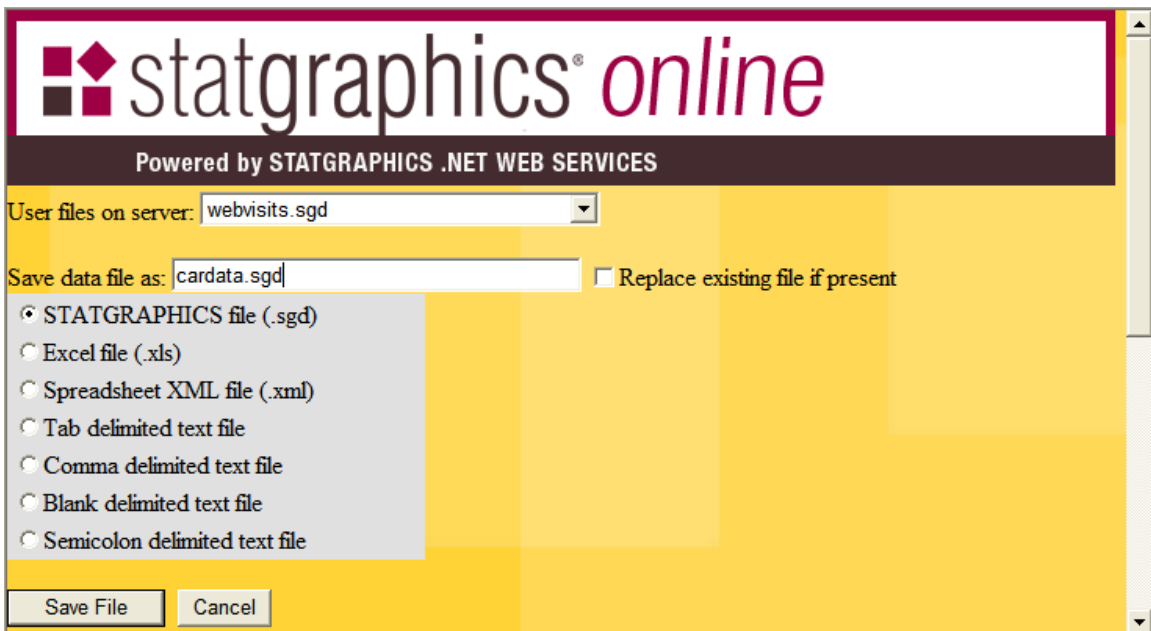 statgraphics® online
Powered by STATGRAPHICS .NET WEB SERVICES
User files on server: webvisits.sgd
Save data file as: cardata.sgd Replace existing file if present
STATGRAPHICS file (.sgd)
Excel file (.xls)
Spreadsheet XML file (.xml)
Tab delimited text file
Comma delimited text file
Blank delimited text file
Semicolon delimited text file
Save File Cancel